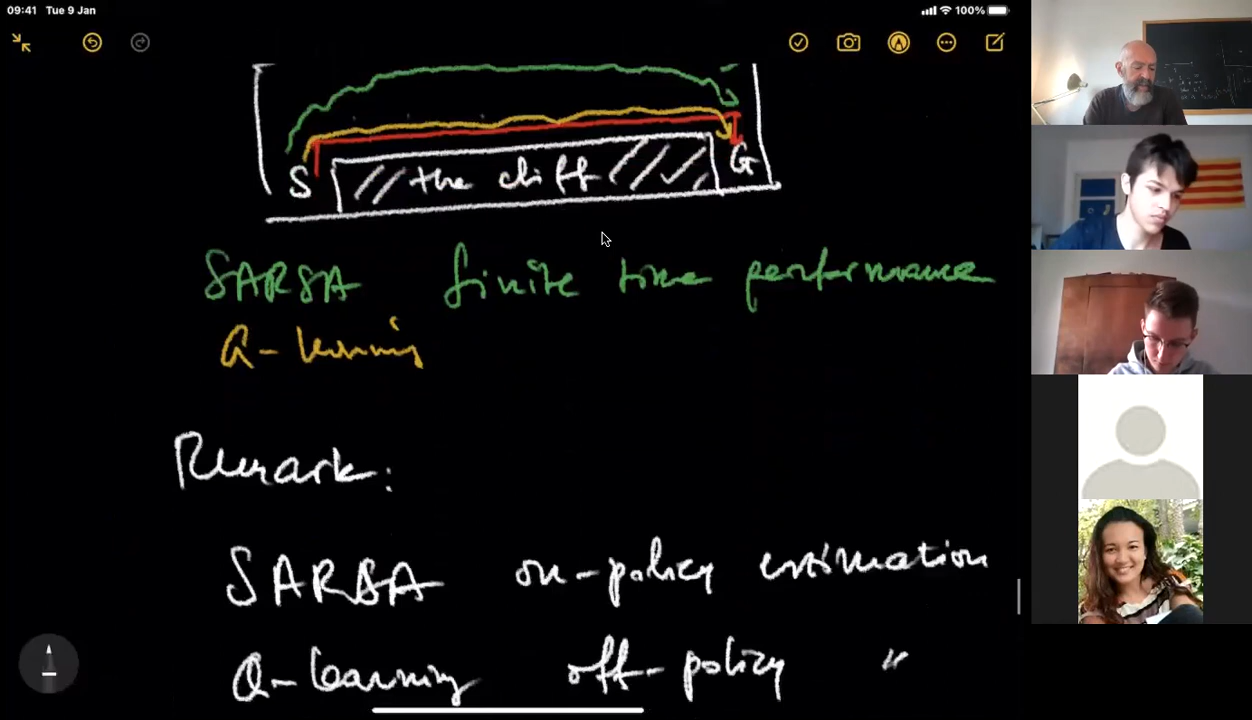 09:41 Tue 9 Jan
100%
S the cliff G
SARSA finite time performance
Q-learning
Remark:
SARSA on-policy estimation
Q-learning off-policy "